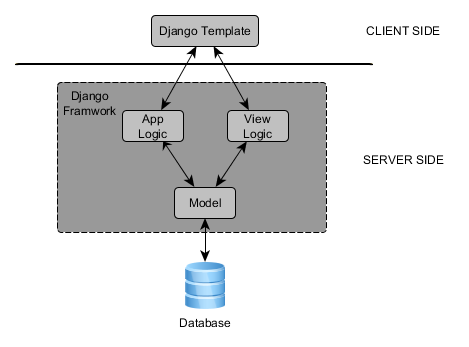 Django Template
CLIENT SIDE
Django
Framwork
App
Logic
View
Logic
SERVER SIDE
Model
Database